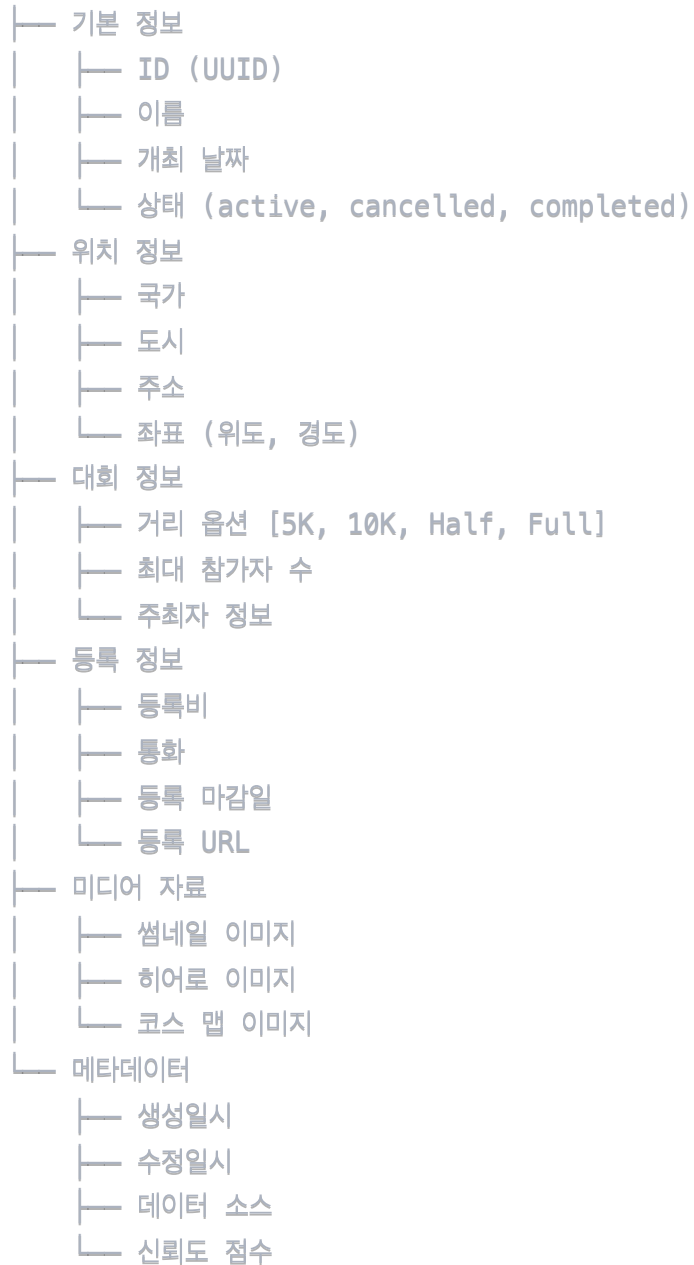 ├── 기본 정보
│   ├── ID (UUID)
│   ├── 이름
│   ├── 개최 날짜
│   └── 상태 (active, cancelled, completed)
├── 위치 정보
│   ├── 국가
│   ├── 도시
│   ├── 주소
│   └── 좌표 (위도, 경도)
├── 대회 정보
│   ├── 거리 옵션 [5K, 10K, Half, Full]
│   ├── 최대 참가자 수
│   └── 주최자 정보
├── 등록 정보
│   ├── 등록비
│   ├── 통화
│   ├── 등록 마감일
│   └── 등록 URL
├── 미디어 자료
│   ├── 썸네일 이미지
│   ├── 히어로 이미지
│   └── 코스 맵 이미지
└── 메타데이터
    ├── 생성일시
    ├── 수정일시
    ├── 데이터 소스
    └── 신뢰도 점수